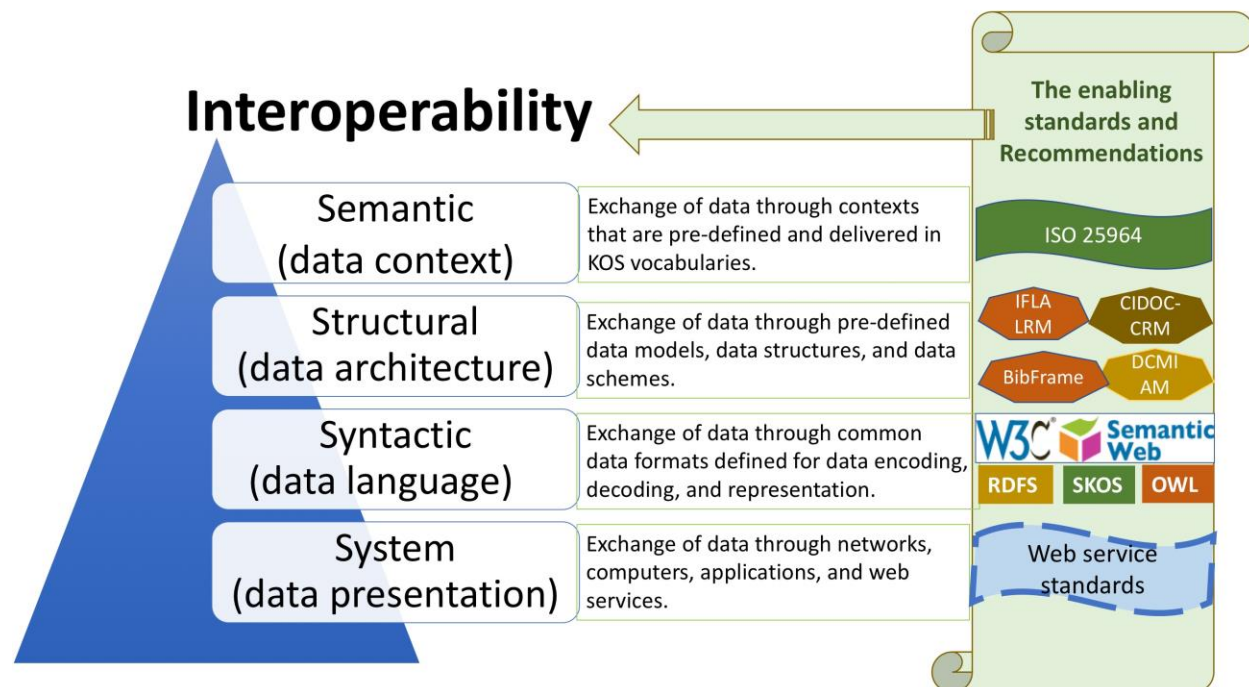 Interoperability
The enabling
standards and
Recommendations
Semantic
(data context)
Exchange of data through contexts
that are pre-defined and delivered in
KOS vocabularies.
ISO 25964
Structural
(data architecture)
Exchange of data through pre-defined
data models, data structures, and data
schemes.
IFLA
LRM
CIDOC-
CRM
BibFrame
DCMI
AM
Syntactic
(data language)
Exchange of data through common
data formats defined for data encoding,
decoding, and representation.
W3C®
Semantic
Web
RDFS
SKOS
OWL
System
(data presentation)
Exchange of data through networks,
computers, applications, and web
services.
Web service
standards